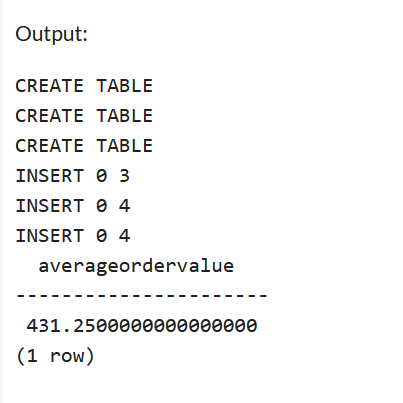 Output:
CREATE TABLE
CREATE TABLE
CREATE TABLE
INSERT 0 3
INSERT 0 4
INSERT 0 4
  averageordervalue
----------------------
 431.2500000000000000
(1 row)